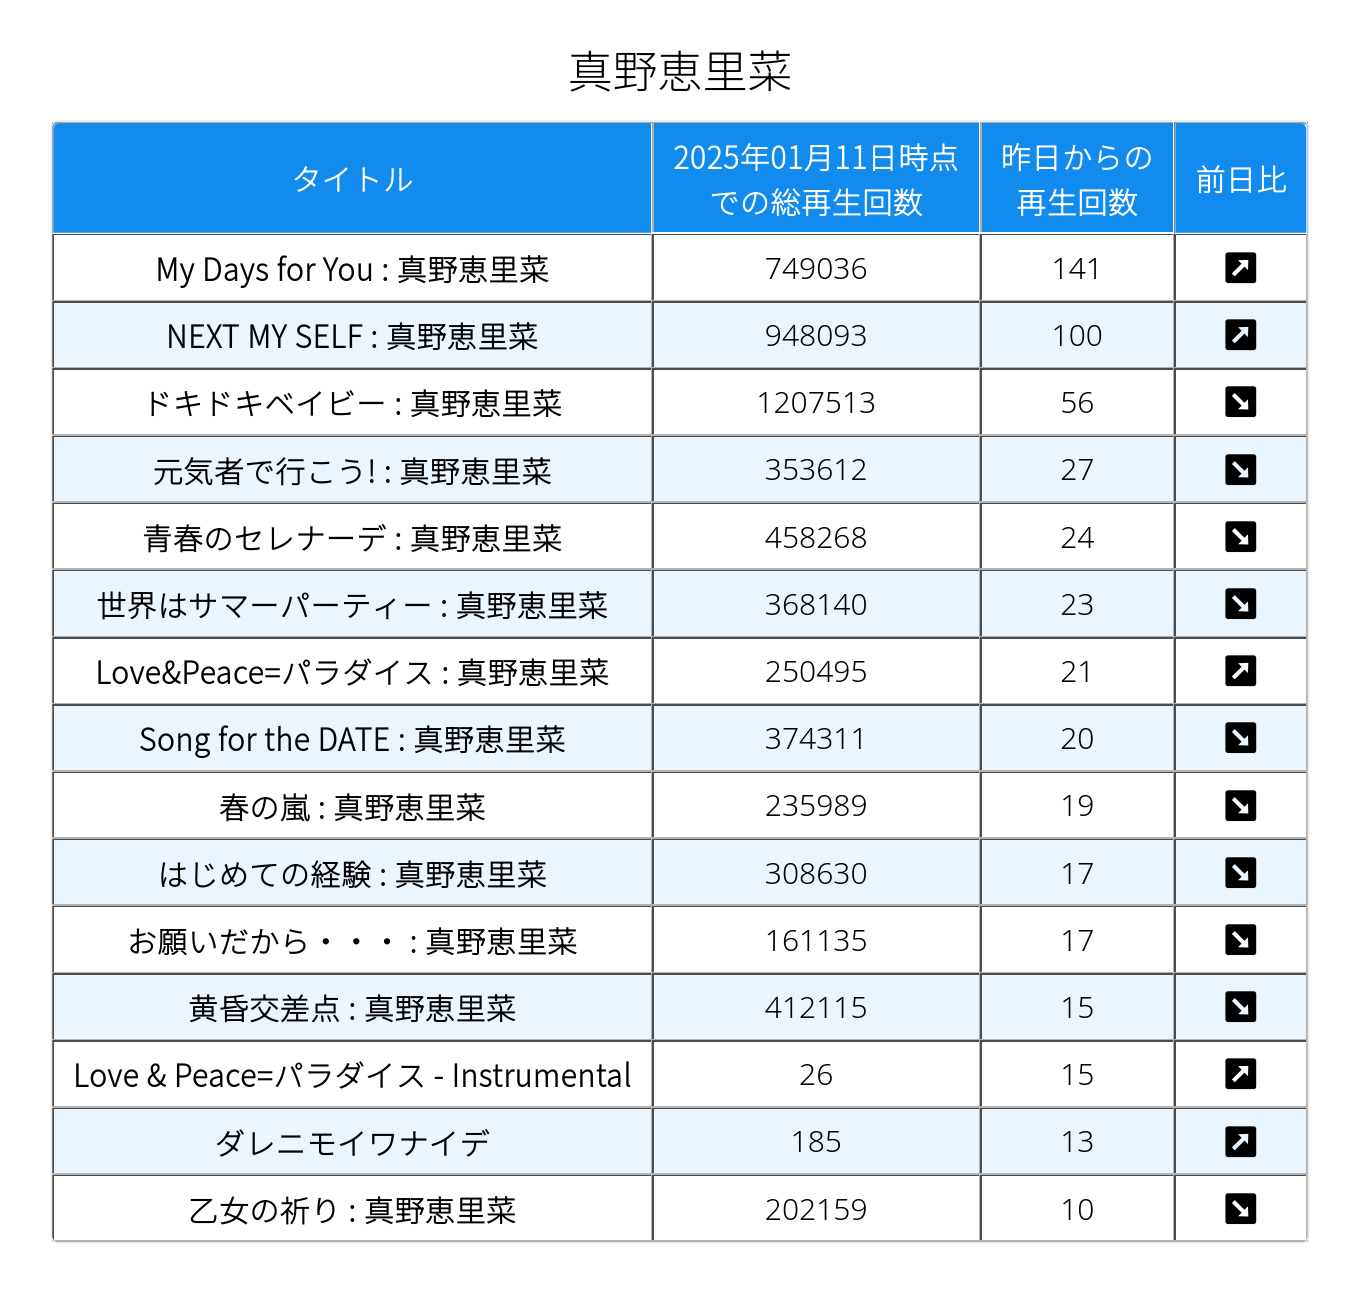 真野恵里菜
タイトル 2025年01月11日時点での総再生回数 昨日からの再生回数 前日比
My Days for You : 真野恵里菜 749036 141 ↗
NEXT MY SELF : 真野恵里菜 948093 100 ↗
ドキドキベイビー : 真野恵里菜 1207513 56 ↘
元気者で行こう! : 真野恵里菜 353612 27 ↘
青春のセレナーデ : 真野恵里菜 458268 24 ↘
世界はサマーパーティー : 真野恵里菜 368140 23 ↘
Love&Peace=パラダイス : 真野恵里菜 250495 21 ↗
Song for the DATE : 真野恵里菜 374311 20 ↘
春の嵐 : 真野恵里菜 235989 19 ↘
はじめての経験 : 真野恵里菜 308630 17 ↘
お願いだから・・・ : 真野恵里菜 161135 17 ↘
黄昏交差点 : 真野恵里菜 412115 15 ↘
Love & Peace=パラダイス - Instrumental 26 15 ↗
ダレニモイワナイデ 185 13 ↗
乙女の祈り : 真野恵里菜 202159 10 ↘